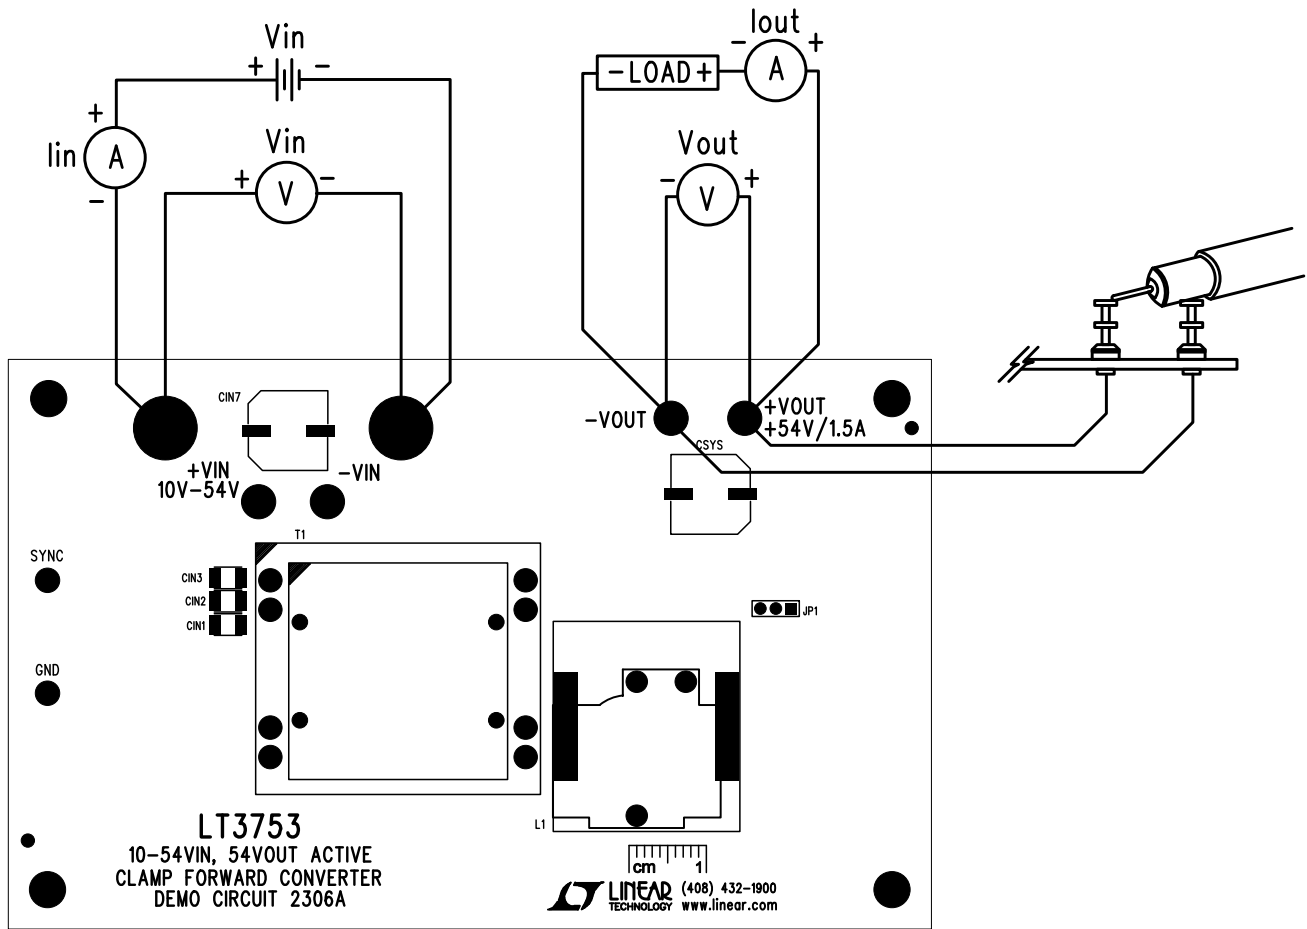 Vin
+ -
+
Iin A
-
Vin
+ V -
Iout
-LOAD+ - A +
Vout
- V +
CIN7
+VIN
10V-54V
-VIN
-VOUT
+VOUT
+54V/1.5A
CSYS
SYNC
T1
CIN3
CIN2
CIN1
JP1
GND
L1
LT3753
10-54VIN, 54VOUT ACTIVE
CLAMP FORWARD CONVERTER
DEMO CIRCUIT 2306A
cm 1
LINEAR
TECHNOLOGY
(408) 432-1900
www.linear.com